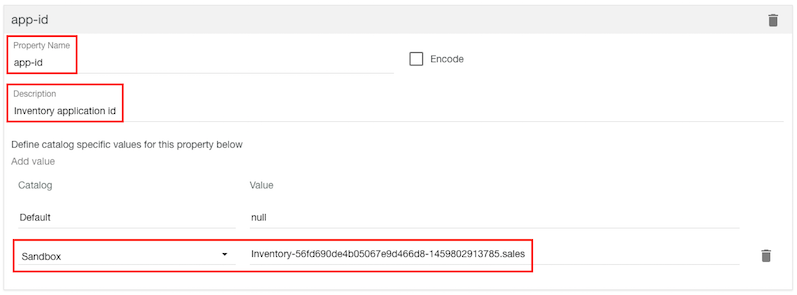 app-id
Property Name
app-id
Encode
Description
Inventory application id
Define catalog specific values for this property below
Add value
Catalog Value
Default null
Sandbox Inventory-56fd690de4b05067e9d466d8-1459802913785.sales